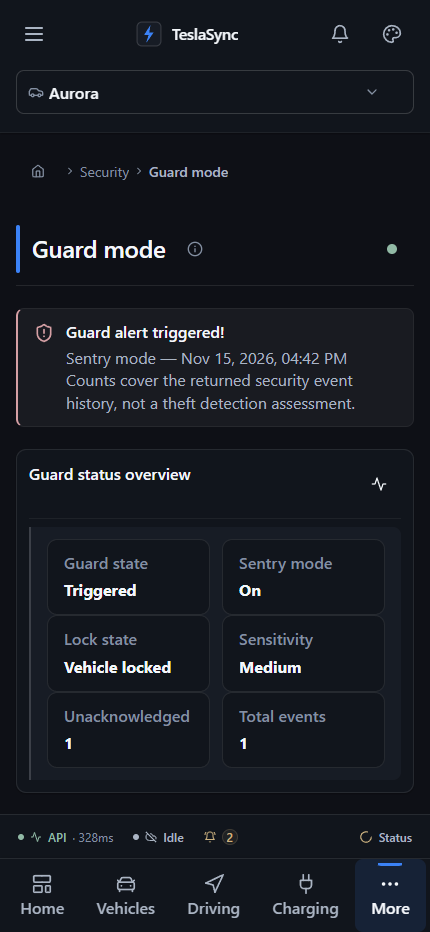 TeslaSync
Aurora
Security
Guard mode
Guard mode
Guard alert triggered!
Sentry mode — Nov 15, 2026, 04:42 PM
Counts cover the returned security event
history, not a theft detection assessment.
Guard status overview
Guard state
Triggered
Sentry mode
On
Lock state
Vehicle locked
Sensitivity
Medium
Unacknowledged
1
Total events
1
API · 328ms
Idle
2
Status
Home
Vehicles
Driving
Charging
More